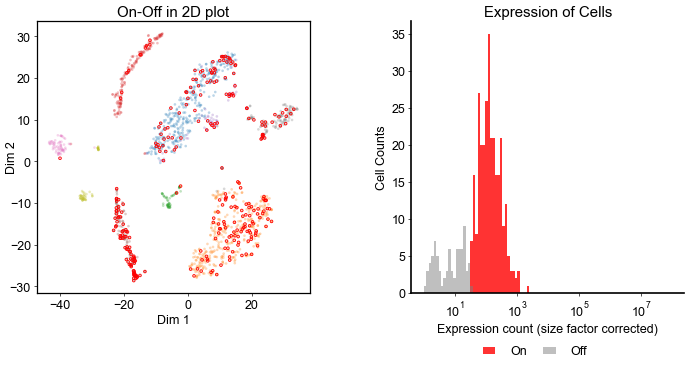 On-Off in 2D plot
Expression of Cells
Dim 2
30
20
10
0
−10
−20
−30
−40
−20
0
20
Dim 1
Cell Counts
35
30
25
20
15
10
5
0
10^1
10^3
10^5
10^7
Expression count (size factor corrected)
On
Off